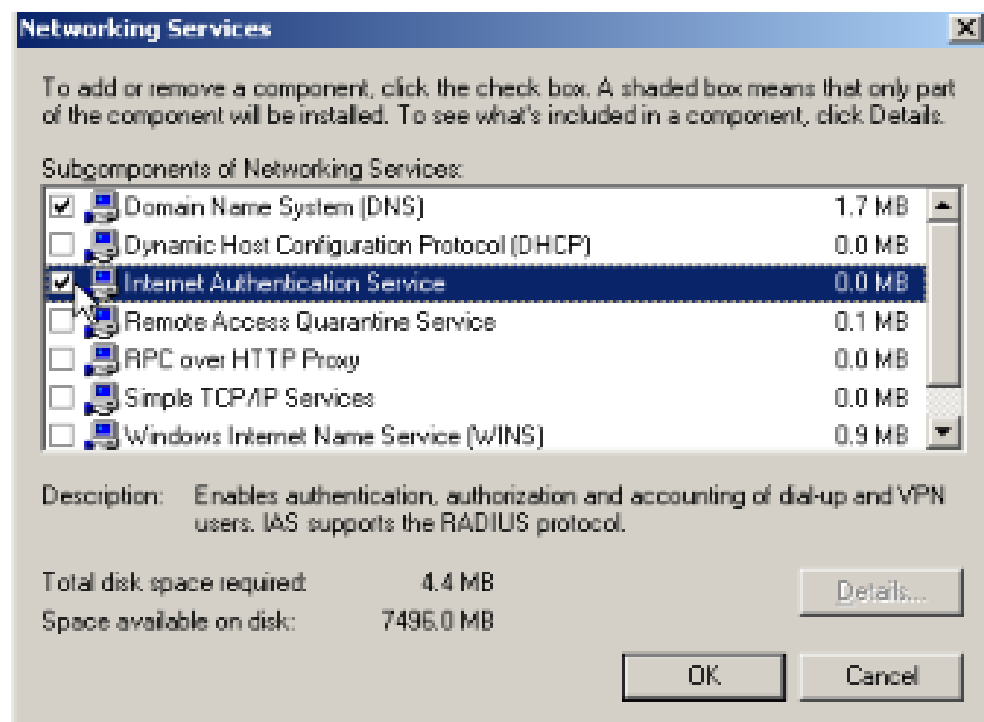 Networking Services
To add or remove a component, click the check box. A shaded box means that only part
of the component will be installed. To see what's included in a component, click Details.
Subcomponents of Networking Services:
Domain Name System (DNS) 1.7 MB
Dynamic Host Configuration Protocol (DHCP) 0.0 MB
Internet Authentication Service 0.0 MB
Remote Access Quarantine Service 0.1 MB
RPC over HTTP Proxy 0.0 MB
Simple TCP/IP Services 0.0 MB
Windows Internet Name Service (WINS) 0.9 MB
Description: Enables authentication, authorization and accounting of dial-up and VPN
users. IAS supports the RADIUS protocol.
Total disk space required: 4.4 MB
Details...
Space available on disk: 7496.0 MB
OK Cancel